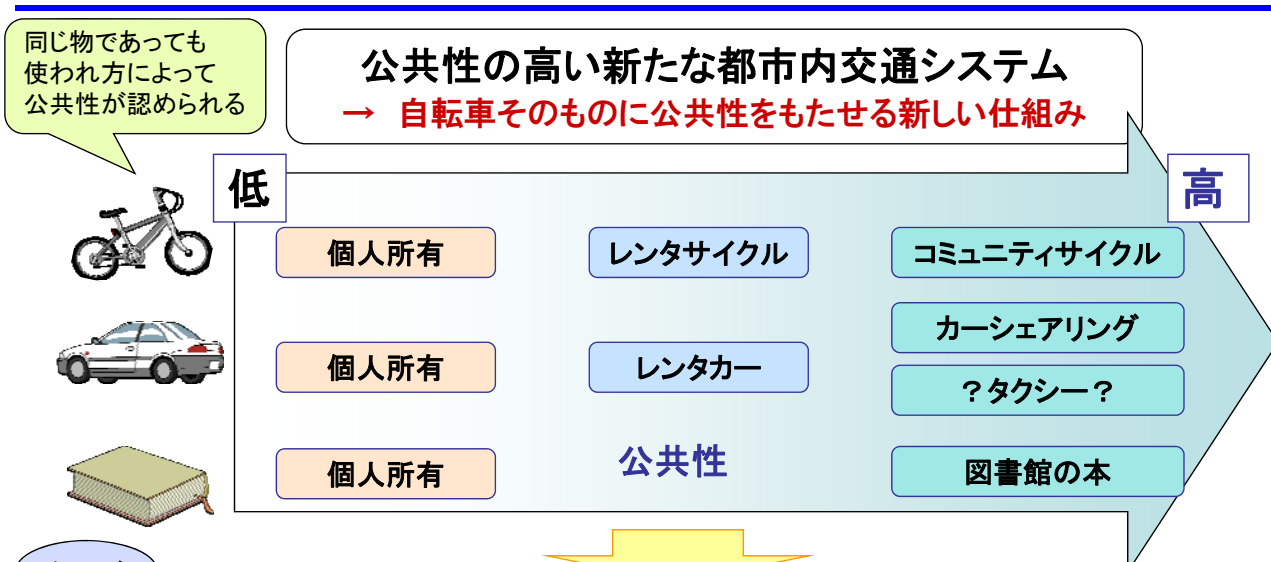 同じ物であっても
使われ方によって
公共性が認められる
公共性の高い新たな都市内交通システム
→ 自転車そのものに公共性をもたせる新しい仕組み
低
高
個人所有
レンタサイクル
コミュニティサイクル
カーシェアリング
個人所有
レンタカー
?タクシー?
個人所有
公共性
図書館の本